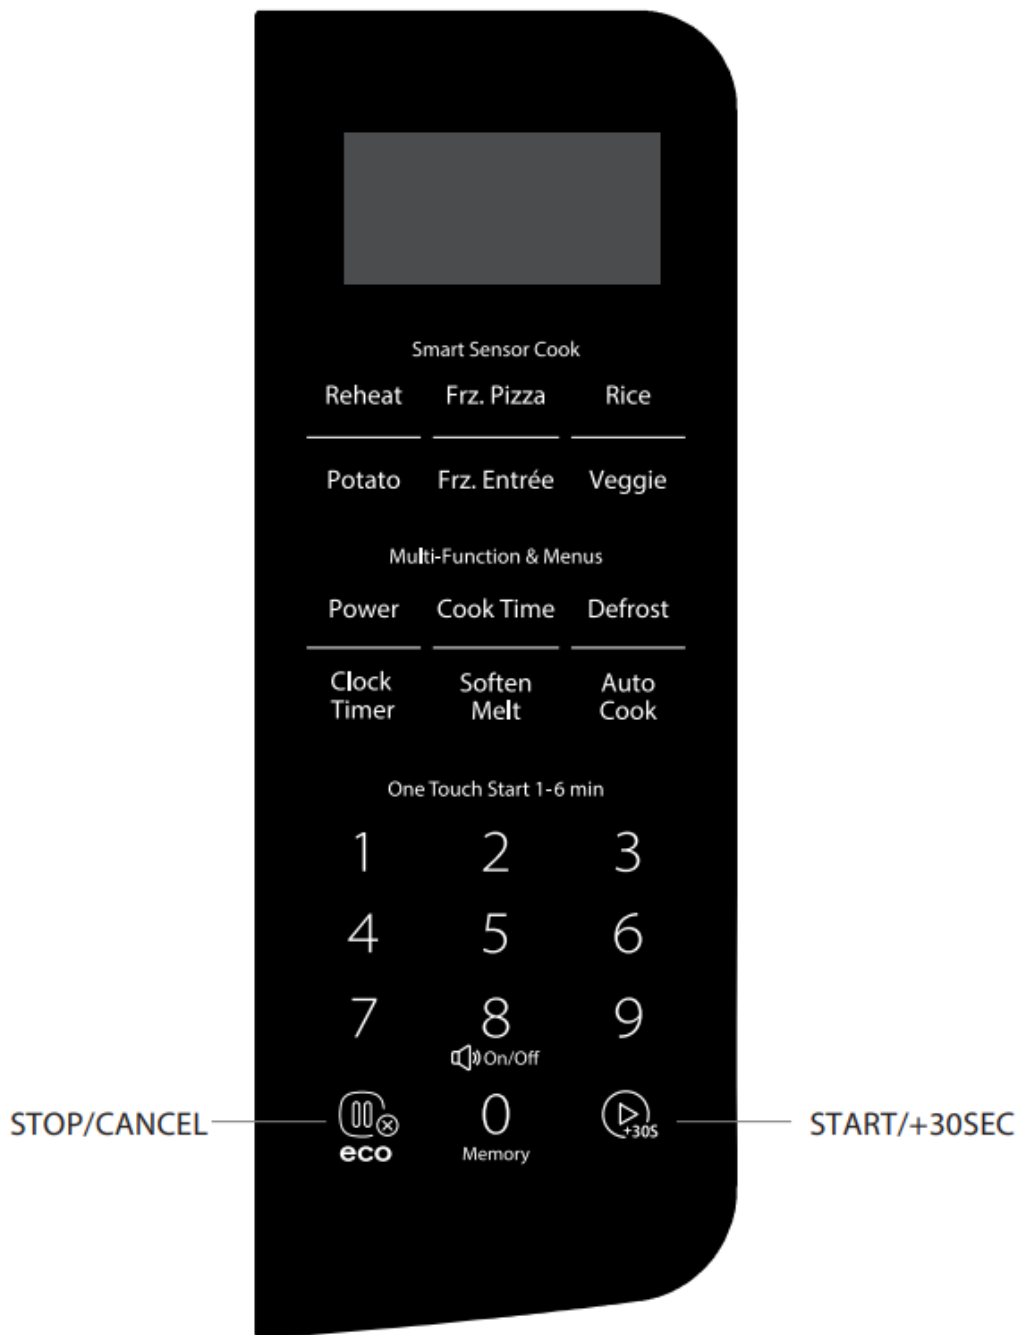 Smart Sensor Cook
Reheat Frz. Pizza Rice
Potato Frz. Entrée Veggie
Multi-Function & Menus
Power Cook Time Defrost
Clock Timer Soften Melt Auto Cook
One Touch Start 1-6 min
1 2 3
4 5 6
7 8 9
On/Off
STOP/CANCEL 0 +30S START/+30SEC
eco Memory